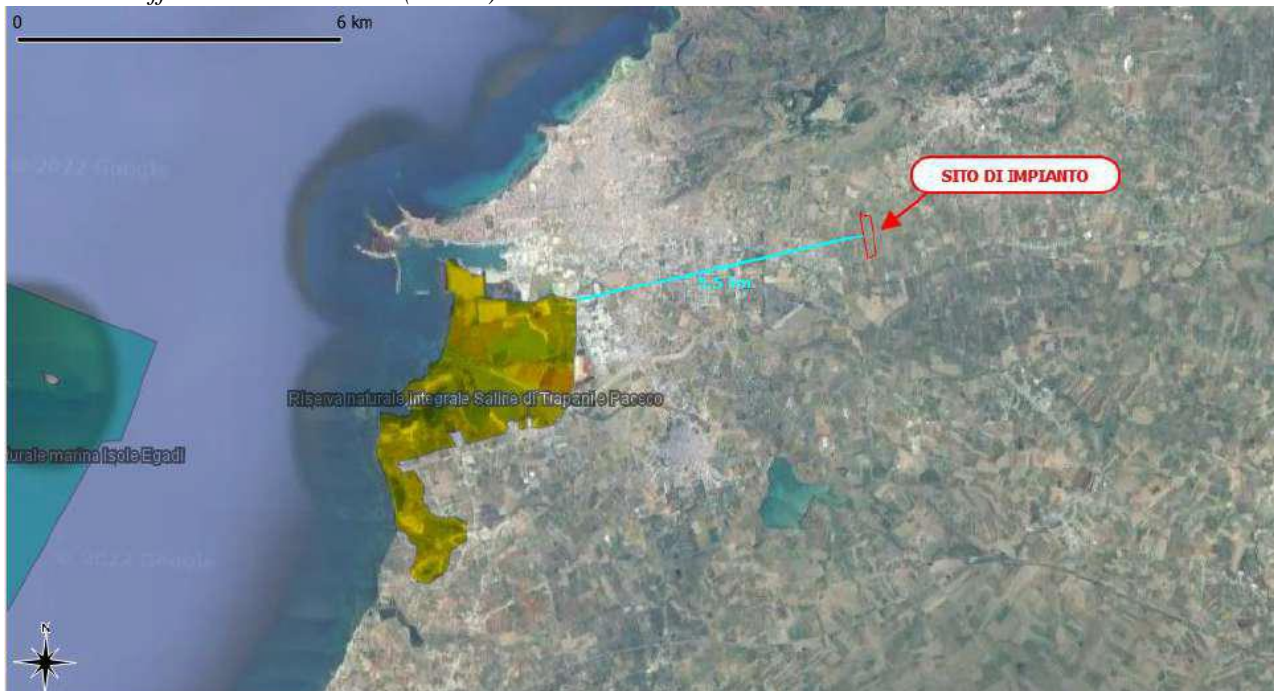 0
6 km
© 2022 Google
SITO DI IMPIANTO
5.5 km
Riserva naturale integrale Saline di Trapani e Paceco
turale marina Isole Egadi
© 2022 Google
N